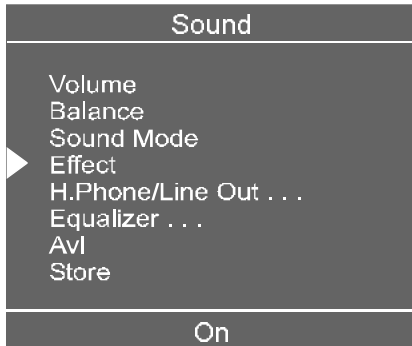 Sound
Volume
Balance
Sound Mode
Effect
H.Phone/Line Out . . .
Equalizer . . .
Avl
Store
On